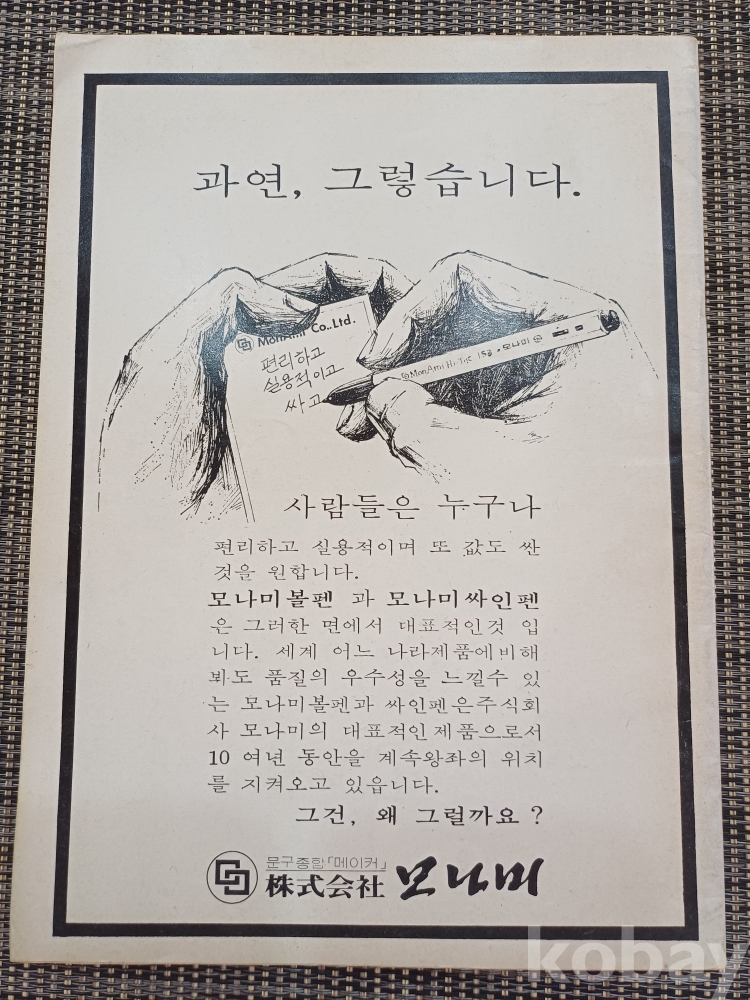 과연, 그렇습니다.
MonAmi Co.,Ltd.
편리하고
실용적이고
싸고
MonAmi Hi-Tic 15원 모나미
사람들은 누구나
편리하고 실용적이며 또 값도 싼
것을 원합니다.
모나미볼펜 과 모나미싸인펜
은 그러한 면에서 대표적인것 입
니다. 세계 어느 나라제품에비해
봐도 품질의 우수성을 느낄수 있
는 모나미볼펜과 싸인펜은주식회
사 모나미의 대표적인제품으로서
10 여년 동안을 계속왕좌의 위치
를 지켜오고 있읍니다.
그건, 왜 그럴까요?
문구종합「메이커」
株式会社 모나미
kobay